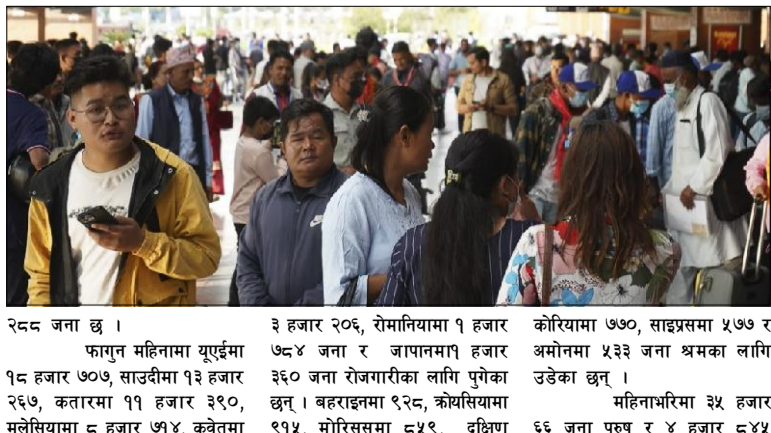 २८८ जना छ ।
फागुन महिनामा यूएईमा
१८ हजार ७०७, साउदीमा १३ हजार
२६७, कतारमा ११ हजार ३९०,
मलेसियामा ८ हजार ७१४, कुवेतमा
३ हजार २०६, रोमानियामा १ हजार
७८४ जना र जापानमा१ हजार
३६० जना रोजगारीका लागि पुगेका
छन् । बहराइनमा ९२८, क्रोयसियामा
९१५, मोरिससमा ८५९, दक्षिण
कोरियामा ७७०, साइप्रसमा ५७७ र
अमोनमा ५३३ जना श्रमका लागि
उडेका छन् ।
महिनाभरिमा ३५ हजार
६६ जना पुरुष र ४ हजार ८४५